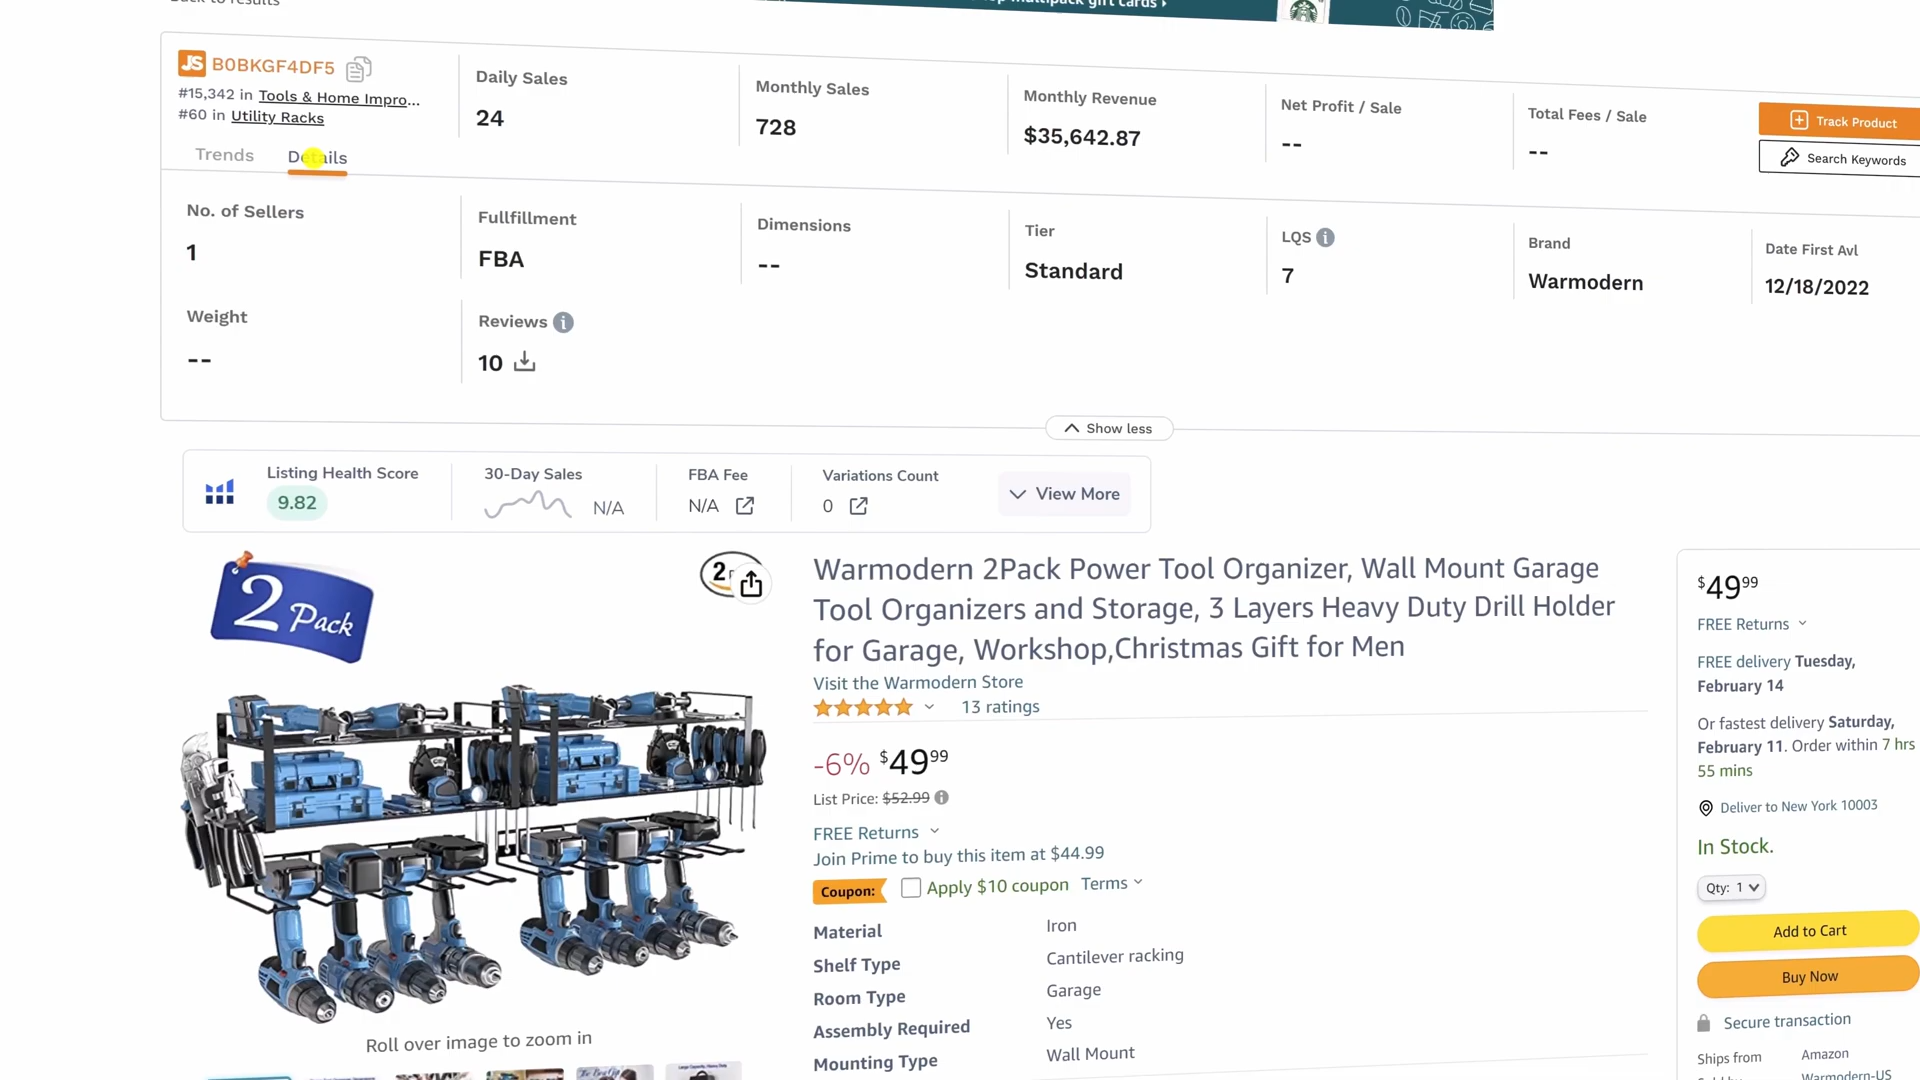 JS B0BKGF4DF5
#15,342 in Tools & Home Impro...
#60 in Utility Racks
Trends
Details
Daily Sales
24
Monthly Sales
728
Monthly Revenue
$35,642.87
Net Profit / Sale
--
Total Fees / Sale
--
Track Product
Search Keywords
No. of Sellers
1
Fullfillment
FBA
Dimensions
--
Tier
Standard
LQS
7
Brand
Warmodern
Date First Avl
12/18/2022
Weight
--
Reviews
10
Show less
Listing Health Score
9.82
30-Day Sales
N/A
FBA Fee
N/A
Variations Count
0
View More
2 Pack
2
Roll over image to zoom in
Warmodern 2Pack Power Tool Organizer, Wall Mount Garage
Tool Organizers and Storage, 3 Layers Heavy Duty Drill Holder
for Garage, Workshop,Christmas Gift for Men
Visit the Warmodern Store
13 ratings
-6% $49 99
List Price: $52.99
FREE Returns
Join Prime to buy this item at $44.99
Coupon: Apply $10 coupon Terms
Material Iron
Shelf Type Cantilever racking
Room Type Garage
Assembly Required Yes
Mounting Type Wall Mount
$49 99
FREE Returns
FREE delivery Tuesday,
February 14
Or fastest delivery Saturday,
February 11. Order within 7 hrs
55 mins
Deliver to New York 10003
In Stock.
Qty: 1
Add to Cart
Buy Now
Secure transaction
Ships from Amazon
Warmodern-US